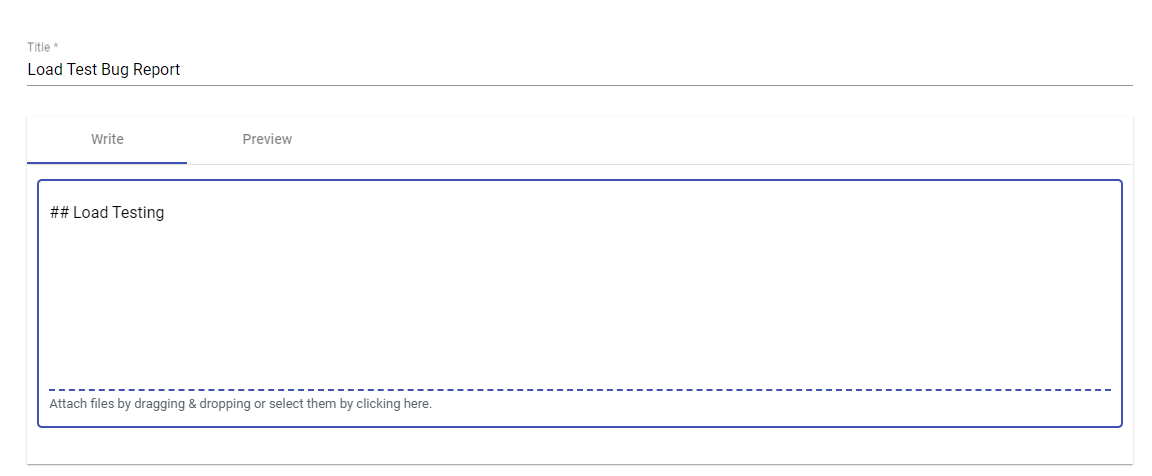 Title *
Load Test Bug Report
Write Preview
## Load Testing
Attach files by dragging & dropping or select them by clicking here.